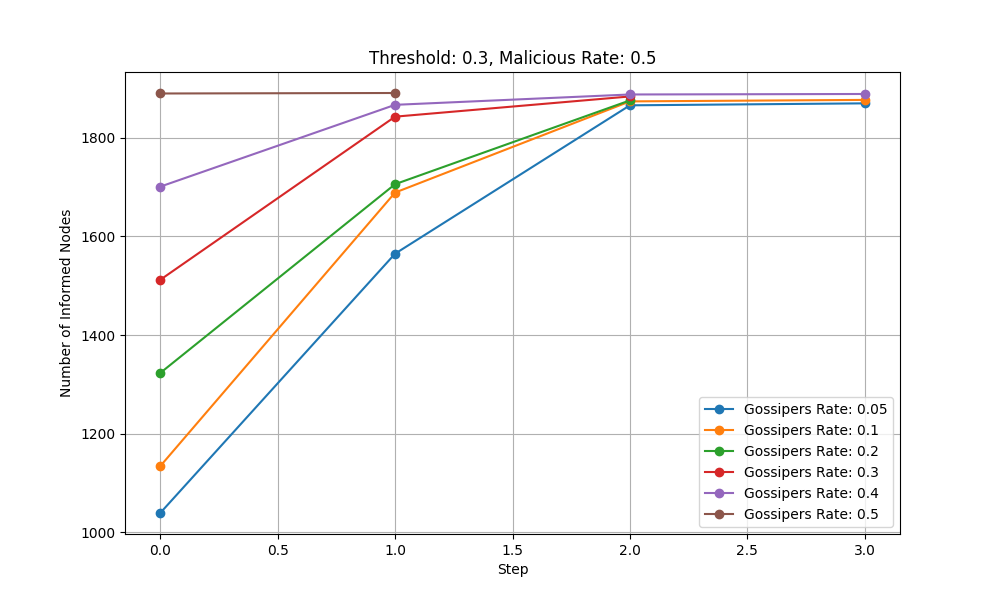 Threshold: 0.3, Malicious Rate: 0.5
Number of Informed Nodes
1800
1600
1400
1200
1000
Gossipers Rate: 0.05
Gossipers Rate: 0.1
Gossipers Rate: 0.2
Gossipers Rate: 0.3
Gossipers Rate: 0.4
Gossipers Rate: 0.5
0.0 0.5 1.0 1.5 2.0 2.5 3.0
Step